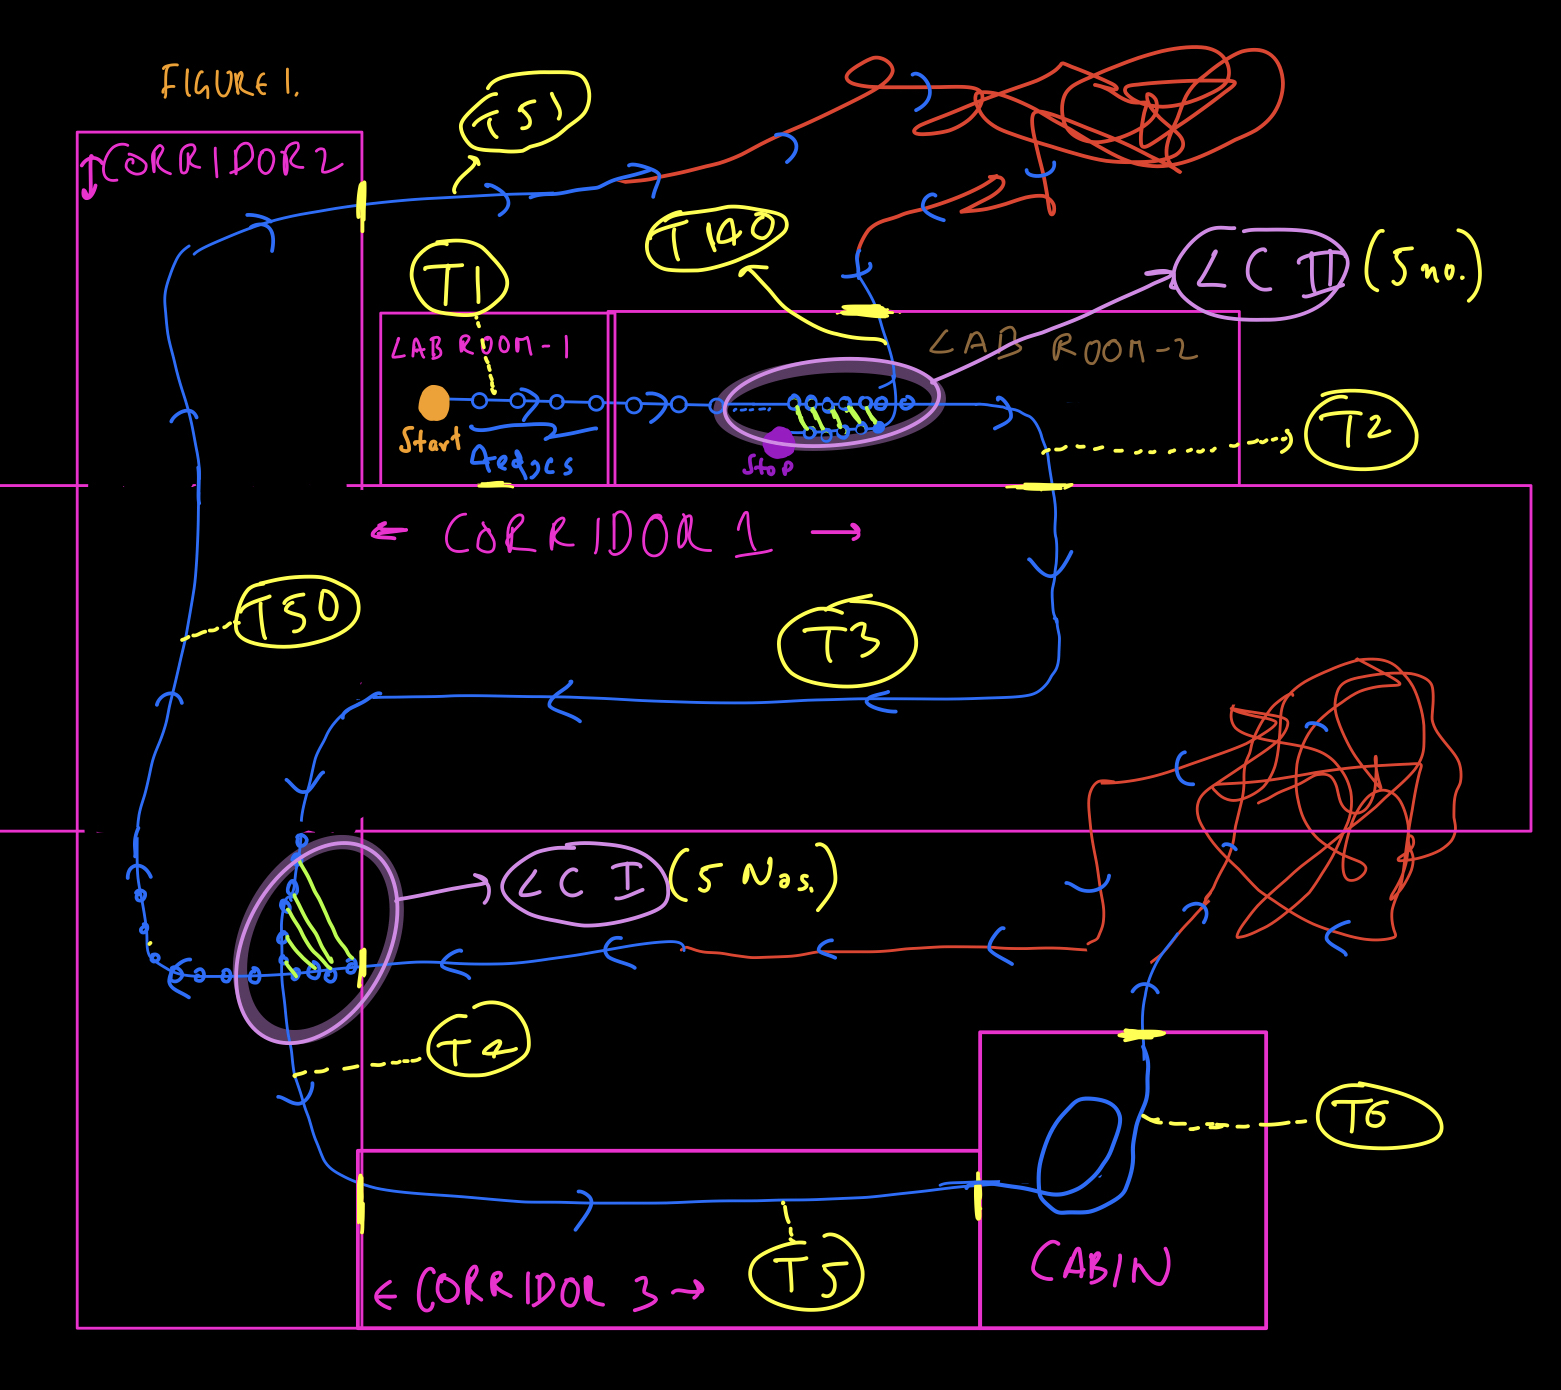 FIGURE 1.
T51
CORRIDOR 2
T140
LC II (5 no.)
T1
LAB ROOM-1
LAB ROOM-2
Start
Stop
T2
← CORRIDOR 1 →
T50
T3
LC I (5 Nos.)
T4
T6
T5
CABIN
← CORRIDOR 3 →